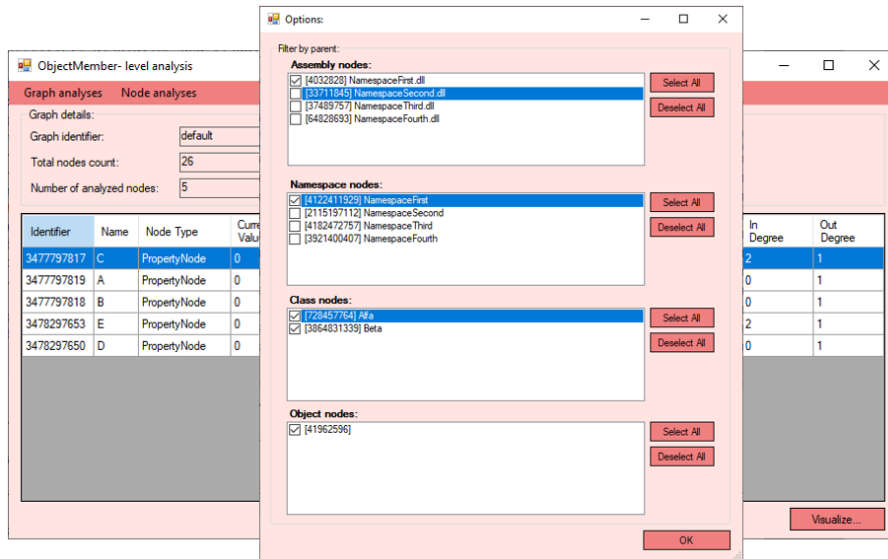 Options:
Filter by parent:
Assembly nodes:
[4032828] NamespaceFirst.dll
[33711845] NamespaceSecond.dll
[37489757] NamespaceThird.dll
[64828693] NamespaceFourth.dll
Select All
Deselect All
Namespace nodes:
[4122411929] NamespaceFirst
[2115197112] NamespaceSecond
[4182472757] NamespaceThird
[3921400407] NamespaceFourth
Select All
Deselect All
Class nodes:
[728457764] Alfa
[3864831339] Beta
Select All
Deselect All
Object nodes:
[41962596]
Select All
Deselect All
OK
ObjectMember- level analysis
Graph analyses Node analyses
Graph details:
Graph identifier: default
Total nodes count: 26
Number of analyzed nodes: 5
Identifier Name Node Type In Degree Out Degree
3477797817 C PropertyNode 0 2 1
3477797819 A PropertyNode 0 0 1
3477797818 B PropertyNode 0 0 1
3478297653 E PropertyNode 0 2 1
3478297650 D PropertyNode 0 0 1
Visualize...